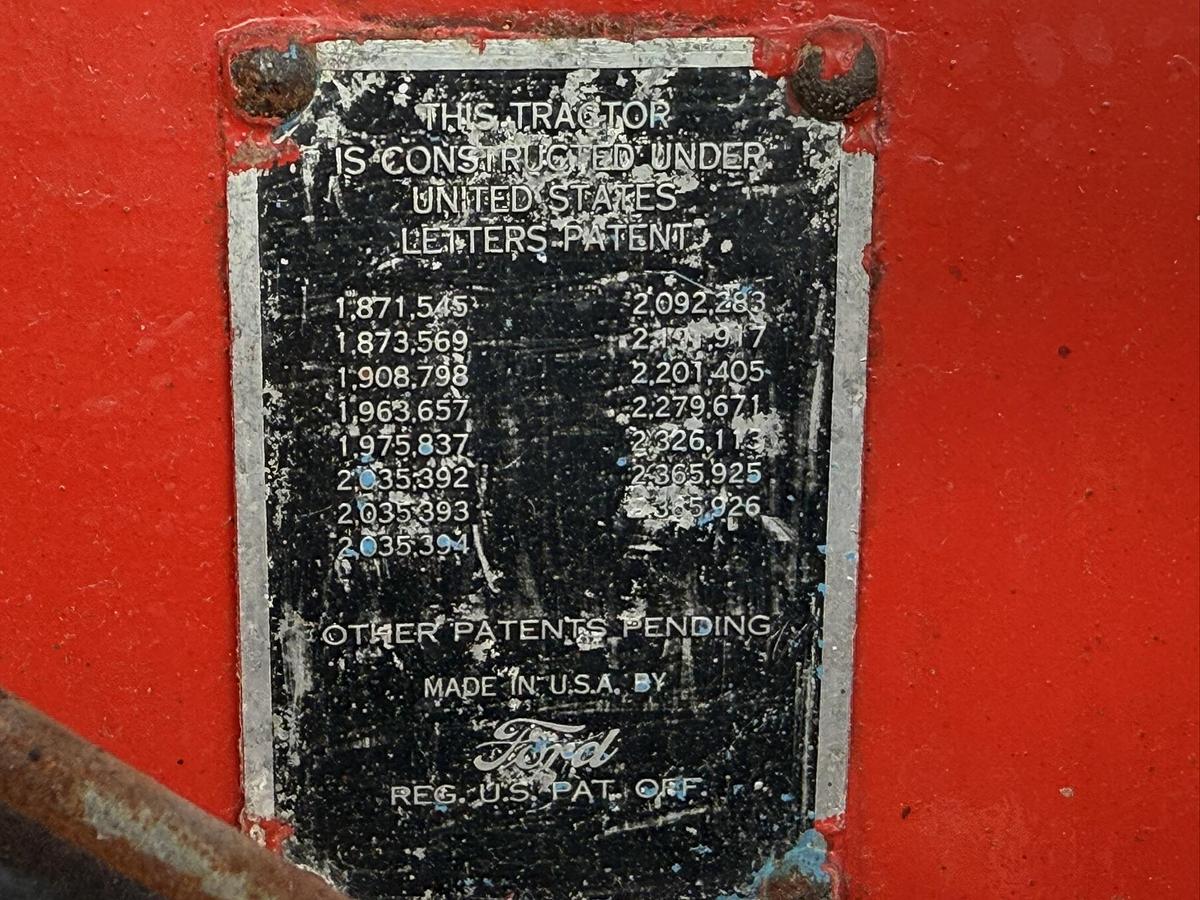 THIS TRACTOR
IS CONSTRUCTED UNDER
UNITED STATES
LETTERS PATENT
1,871,545 2,092,283
1,873,569 2,191,917
1,908,798 2,201,405
1,963,657 2,279,671
1,975,837 2,326,113
2,035,392 2,365,925
2,035,393 2,365,926
2,035,394
OTHER PATENTS PENDING
MADE IN U.S.A. BY
Ford
REG. U.S. PAT. OFF.